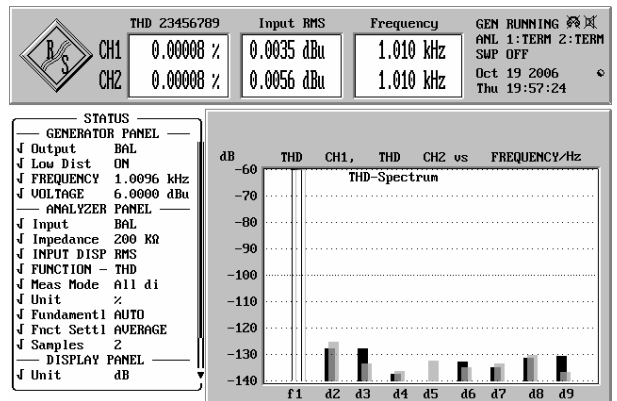 THD 23456789 Input RMS Frequency GEN RUNNING
R S CH1 0.00008 % 0.0035 dBu 1.010 kHz ANL 1:TERM 2:TERM
SWP OFF
CH2 0.00008 % 0.0056 dBu 1.010 kHz Oct 19 2006
Thu 19:57:24
STATUS
GENERATOR PANEL
Output BAL
Low Dist ON
FREQUENCY 1.0096 kHz
VOLTAGE 6.0000 dBu
ANALYZER PANEL
Input BAL
Impedance 200 KΩ
INPUT DISP RMS
FUNCTION - THD
Meas Mode All di
Unit %
Fundamentl AUTO
Fnct Settl AVERAGE
Samples 2
DISPLAY PANEL
Unit dB
dB THD CH1, THD CH2 vs FREQUENCY/Hz
THD-Spectrum
-60
-70
-80
-90
-100
-110
-120
-130
-140
f1 d2 d3 d4 d5 d6 d7 d8 d9